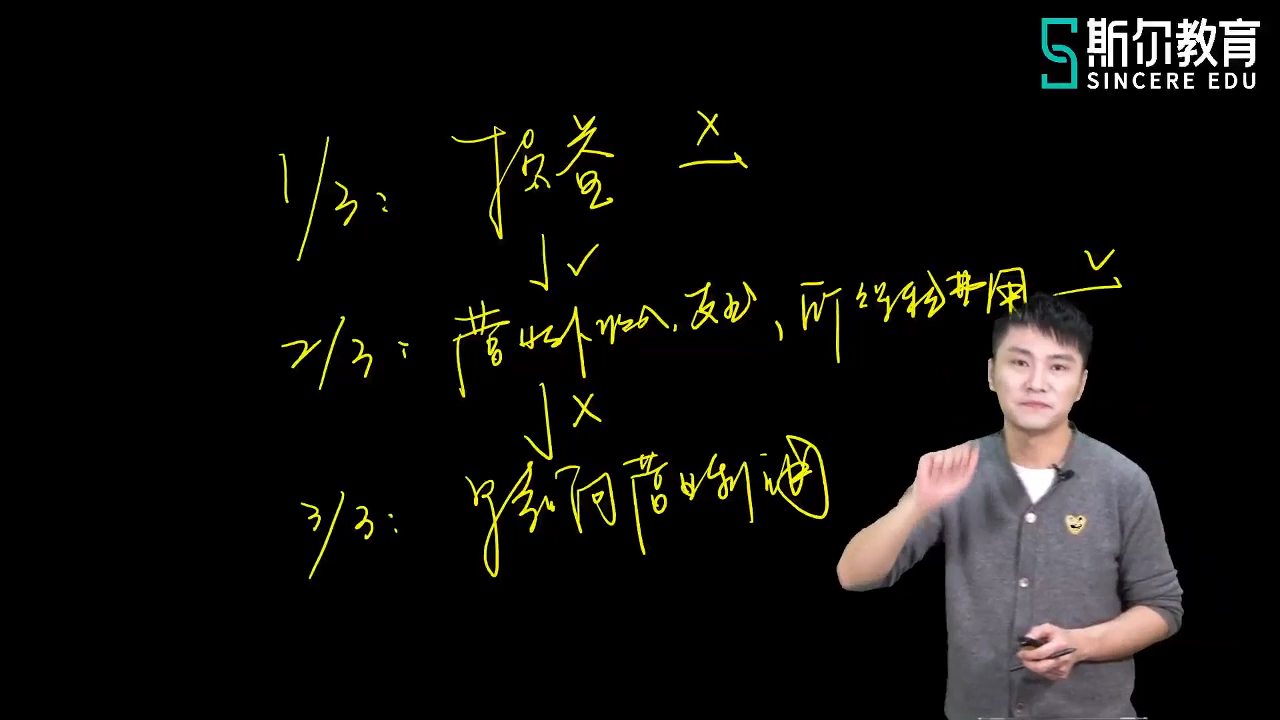 斯尔教育
SINCERE EDU
1/3: 损益 X
✓
2/3: 营业外收入、支出,所得税费用 ✓
X
3/3: 影响营业利润